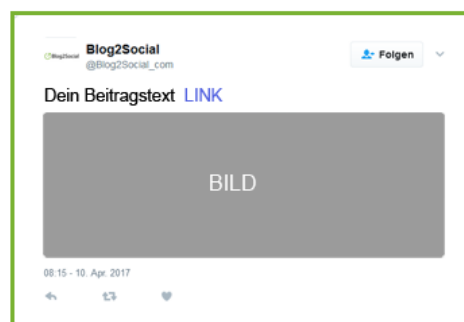 Blog2Social
Blog2Social
@Blog2Social_com
Folgen
Dein Beitragstext LINK
BILD
08:15 - 10. Apr. 2017